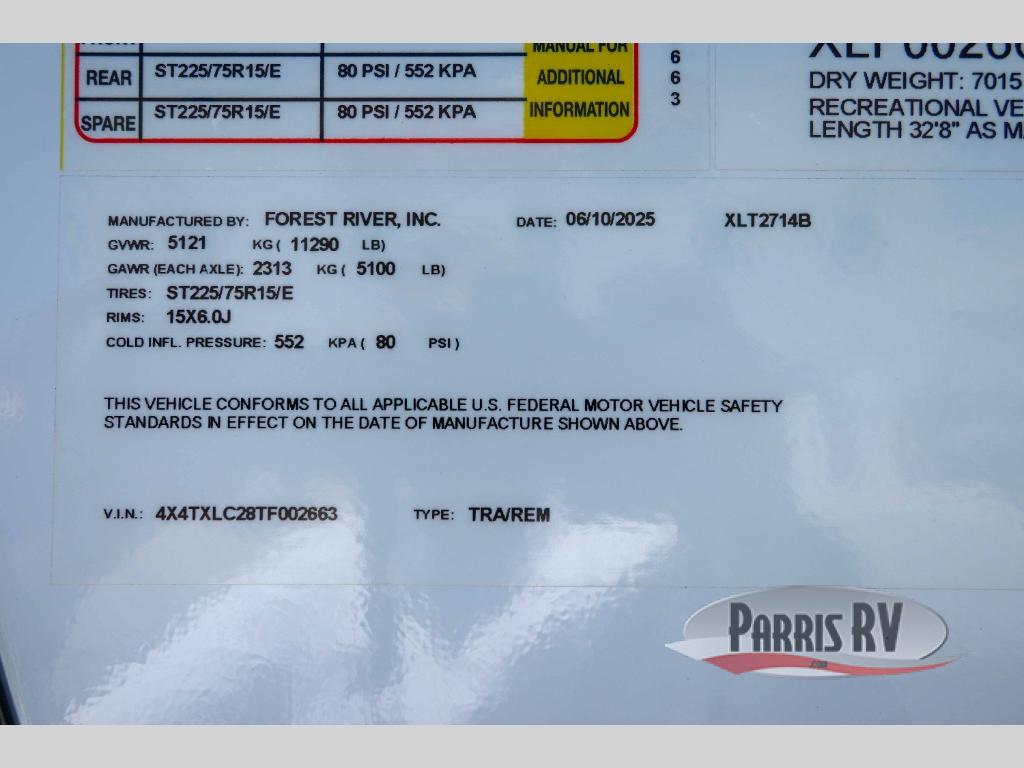 MANUAL FOR
REAR ST225/75R15/E 80 PSI / 552 KPA ADDITIONAL
SPARE ST225/75R15/E 80 PSI / 552 KPA INFORMATION
6
6
3
DRY WEIGHT: 7015
RECREATIONAL VE
LENGTH 32'8" AS M
MANUFACTURED BY: FOREST RIVER, INC. DATE: 06/10/2025 XLT2714B
GVWR: 5121 KG ( 11290 LB)
GAWR (EACH AXLE): 2313 KG ( 5100 LB)
TIRES: ST225/75R15/E
RIMS: 15X6.0J
COLD INFL. PRESSURE: 552 KPA ( 80 PSI )
THIS VEHICLE CONFORMS TO ALL APPLICABLE U.S. FEDERAL MOTOR VEHICLE SAFETY
STANDARDS IN EFFECT ON THE DATE OF MANUFACTURE SHOWN ABOVE.
V.I.N.: 4X4TXLC28TF002663 TYPE: TRA/REM
PARRIS RV
.com